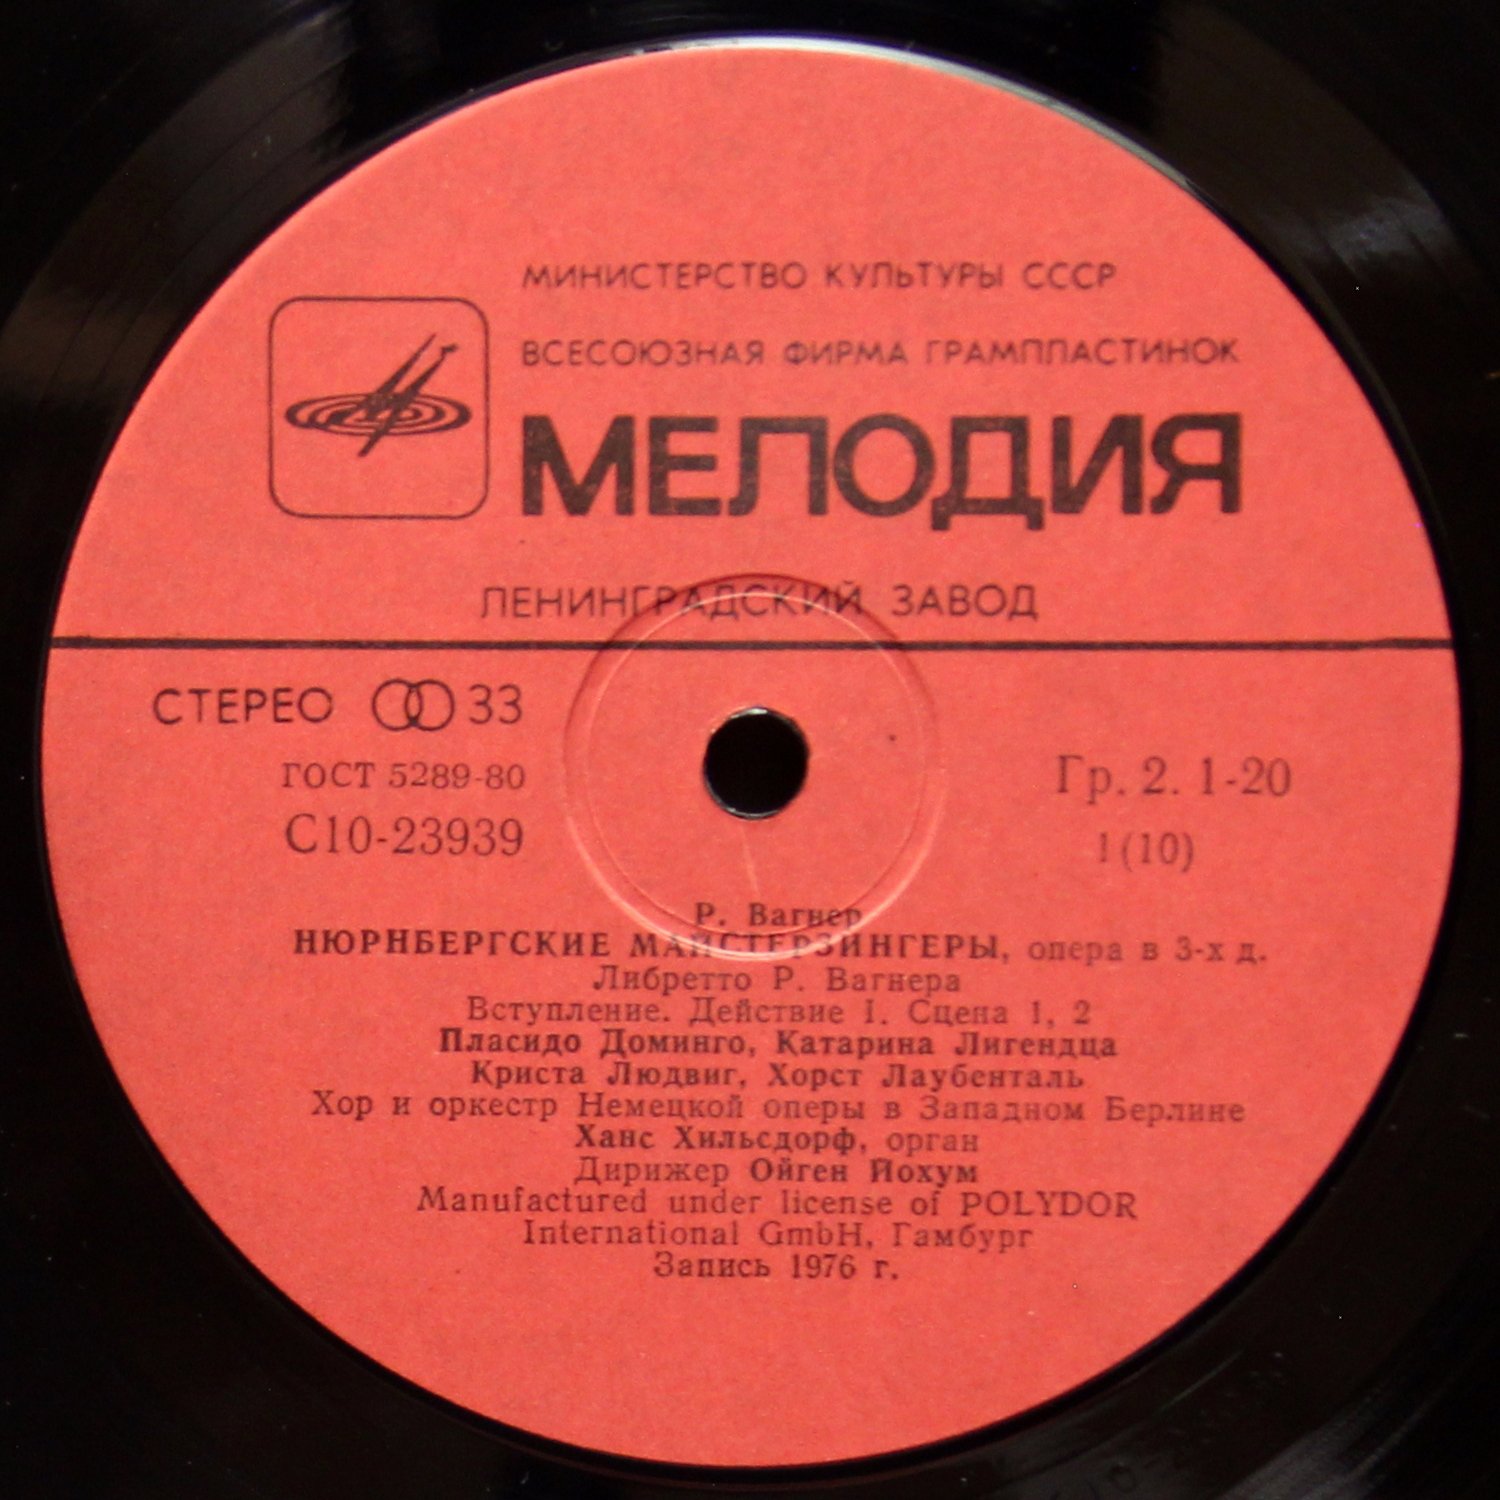 МИНИСТЕРСТВО КУЛЬТУРЫ СССР
ВСЕСОЮЗНАЯ ФИРМА ГРАМПЛАСТИНОК
МЕЛОДИЯ
ЛЕНИНГРАДСКИЙ ЗАВОД
СТЕРЕО 33
ГОСТ 5289-80
С10-23939
Гр. 2. 1-20
1(10)
Р. Вагнер
НЮРНБЕРГСКИЕ МАЙСТЕРЗИНГЕРЫ, опера в 3-х д.
Либретто Р. Вагнера
Вступление. Действие I. Сцена 1, 2
Пласидо Доминго, Катарина Лигендца
Криста Людвиг, Хорст Лаубенталь
Хор и оркестр Немецкой оперы в Западном Берлине
Ханс Хильсдорф, орган
Дирижер Ойген Йохум
Manufactured under license of POLYDOR
International GmbH, Гамбург
Запись 1976 г.